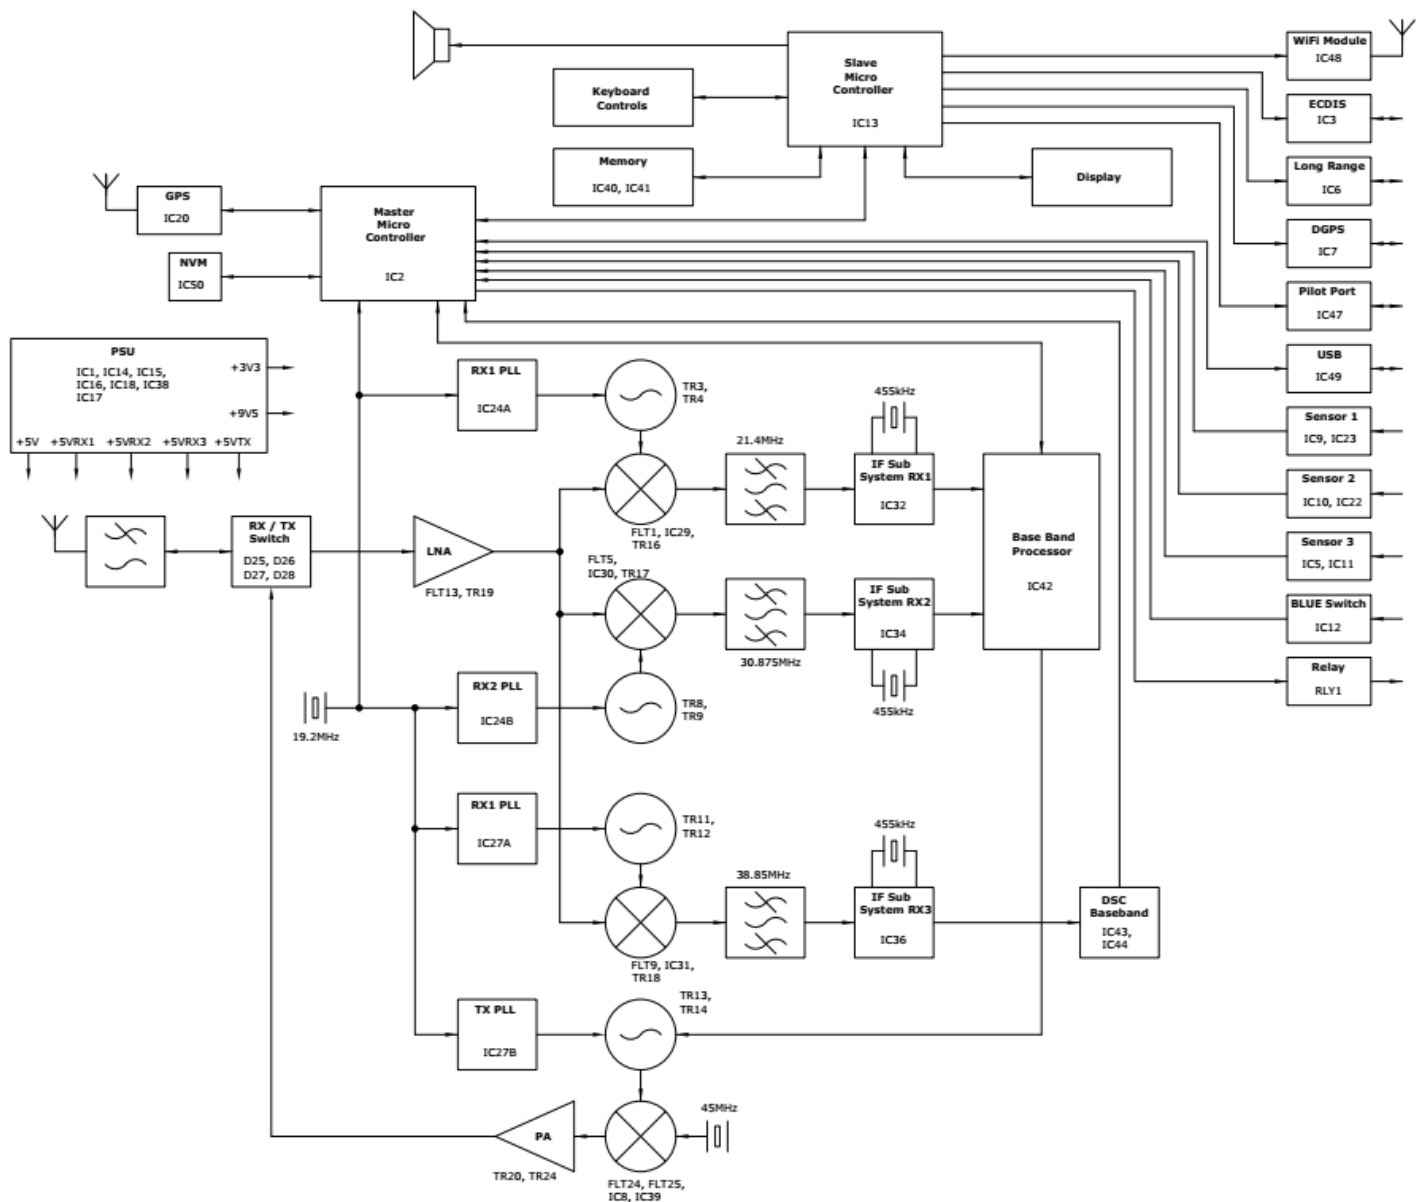 WiFi Module
IC48
Slave
Micro
Controller
IC13
Keyboard
Controls
ECDIS
IC3
Memory
IC40, IC41
Display
Long Range
IC6
GPS
IC20
Master
Micro
Controller
IC2
DGPS
IC7
NVM
IC50
Pilot Port
IC47
PSU
IC1, IC14, IC15,
IC16, IC18, IC38
IC17
+3V3
+9V5
+5V
+5VRX1
+5VRX2
+5VRX3
+5VTX
USB
IC49
RX1 PLL
IC24A
TR3,
TR4
455kHz
Sensor 1
IC9, IC23
21.4MHz
IF Sub
System RX1
IC32
Sensor 2
IC10, IC22
FLT1, IC29,
TR16
RX / TX
Switch
D25, D26
D27, D28
LNA
FLT13, TR19
Base Band
Processor
IC42
Sensor 3
IC5, IC11
FLT5,
IC30, TR17
IF Sub
System RX2
IC34
BLUE Switch
IC12
30.875MHz
Relay
RLY1
RX2 PLL
IC24B
TR8,
TR9
455kHz
19.2MHz
RX1 PLL
IC27A
TR11,
TR12
455kHz
38.85MHz
IF Sub
System RX3
IC36
DSC
Baseband
IC43,
IC44
FLT9, IC31,
TR18
TR13,
TR14
TX PLL
IC27B
45MHz
PA
TR20, TR24
FLT24, FLT25,
IC8, IC39